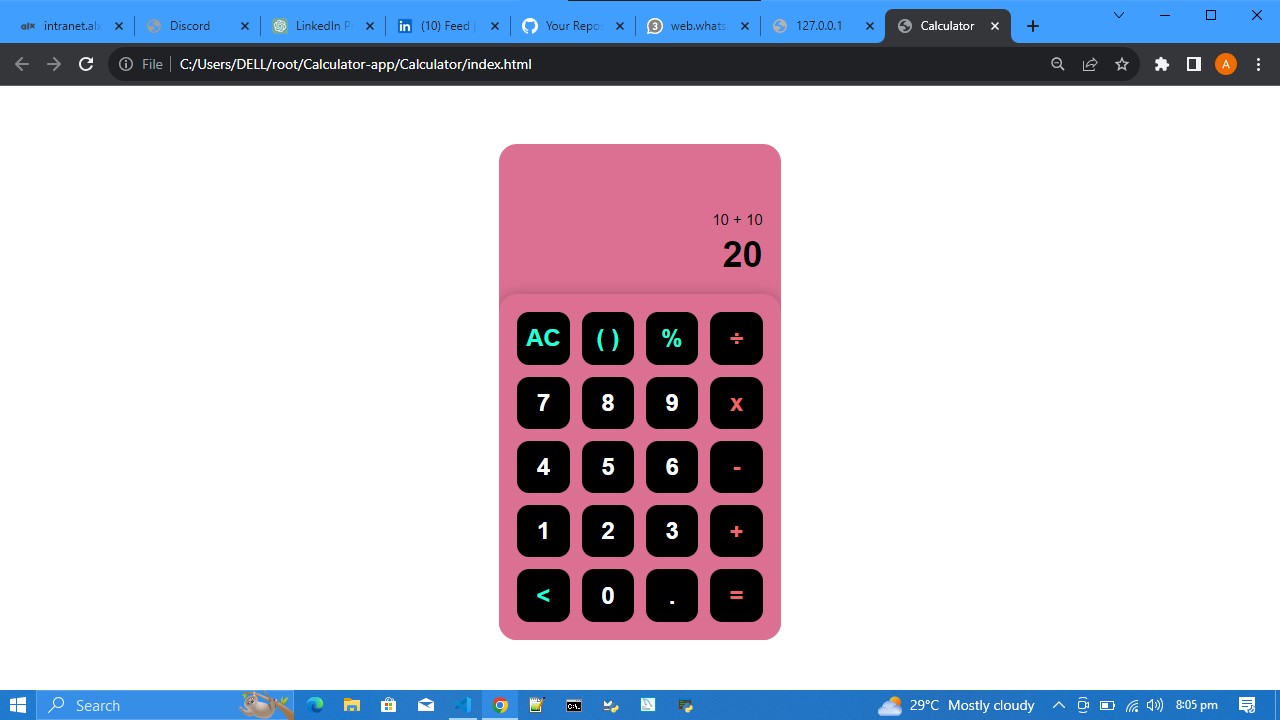 alx intranet.alx
Discord
LinkedIn P
in (10) Feed |
Your Repo
3 web.whats
127.0.0.1
Calculator
File C:/Users/DELL/root/Calculator-app/Calculator/index.html A
10 + 10
20
AC ( ) % ÷
7 8 9 x
4 5 6 -
1 2 3 +
< 0 . =
Search 29°C Mostly cloudy 8:05 pm